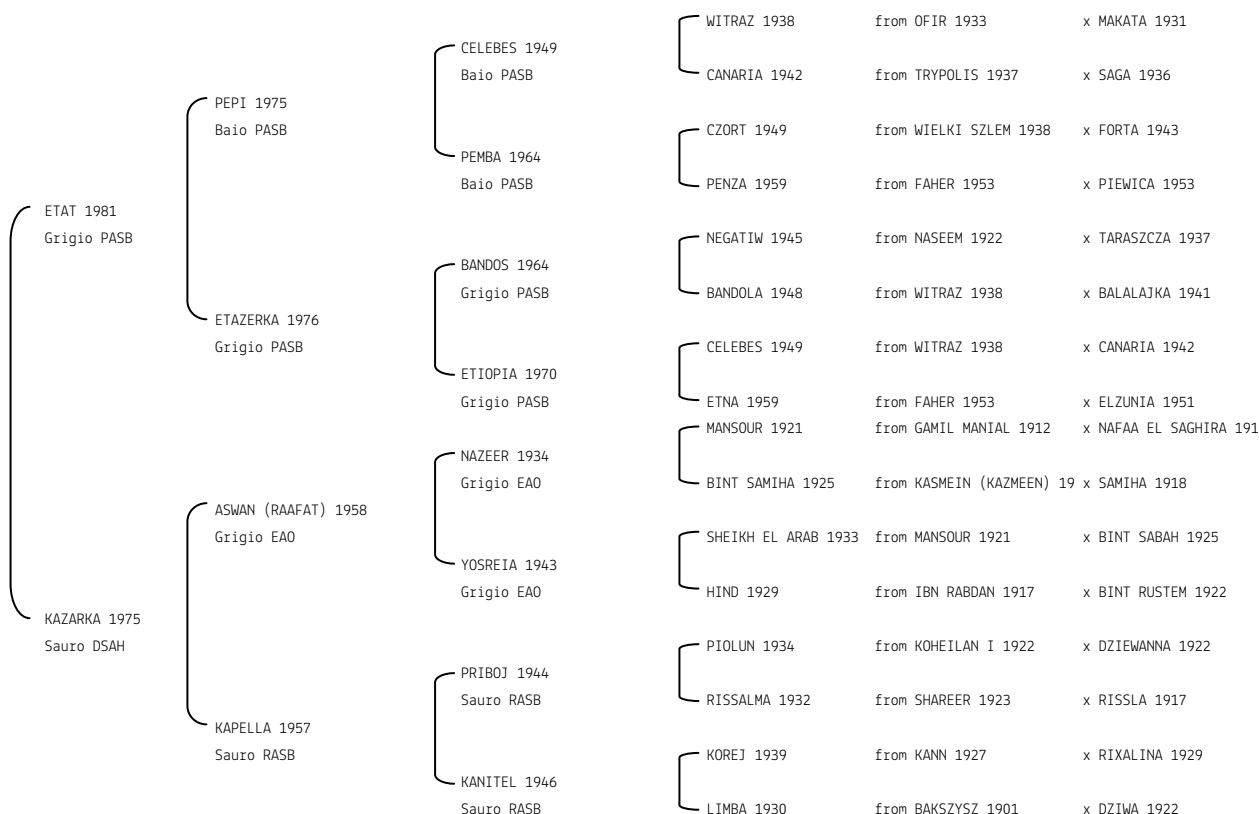 WITRAZ 1938 from OFIR 1933 x MAKATA 1931
CELEBES 1949
Baio PASB
CANARIA 1942 from TRYPOLIS 1937 x SAGA 1936
PEPI 1975
Baio PASB
CZORT 1949 from WIELKI SZLEM 1938 x FORTA 1943
PEMBA 1964
Baio PASB
PENZA 1959 from FAHER 1953 x PIEWICA 1953
ETAT 1981
Grigio PASB
NEGATIW 1945 from NASEEM 1922 x TARASZCZA 1937
BANDOS 1964
Grigio PASB
BANDOLA 1948 from WITRAZ 1938 x BALALAJKA 1941
ETAZERKA 1976
Grigio PASB
CELEBES 1949 from WITRAZ 1938 x CANARIA 1942
ETIOPIA 1970
Grigio PASB
ETNA 1959 from FAHER 1953 x ELZUNIA 1951
MANSOUR 1921 from GAMIL MANIAL 1912 x NAFAA EL SAGHIRA 191
NAZEER 1934
Grigio EAO
BINT SAMIHA 1925 from KASMEIN (KAZMEEN) 19 x SAMIHA 1918
ASWAN (RAAFAT) 1958
Grigio EAO
SHEIKH EL ARAB 1933 from MANSOUR 1921 x BINT SABAH 1925
YOSREIA 1943
Grigio EAO
HIND 1929 from IBN RABDAN 1917 x BINT RUSTEM 1922
KAZARKA 1975
Sauro DSAH
PIOLUN 1934 from KOHEILAN I 1922 x DZIEWANNA 1922
PRIBOJ 1944
Sauro RASB
RISSALMA 1932 from SHAREER 1923 x RISSLA 1917
KAPELLA 1957
Sauro RASB
KOREJ 1939 from KANN 1927 x RIXALINA 1929
KANITEL 1946
Sauro RASB
LIMBA 1930 from BAKSZYSZ 1901 x DZIWA 1922